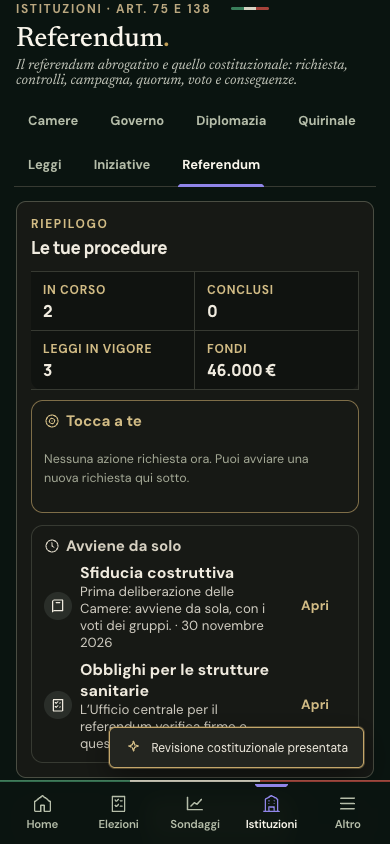 ISTITUZIONI · ART. 75 E 138
Referendum.
Il referendum abrogativo e quello costituzionale: richiesta,
controlli, campagna, quorum, voto e conseguenze.
Camere Governo Diplomazia Quirinale
Leggi Iniziative Referendum
RIEPILOGO
Le tue procedure
IN CORSO CONCLUSI
2 0
LEGGI IN VIGORE FONDI
3 46.000 €
Tocca a te
Nessuna azione richiesta ora. Puoi avviare una
nuova richiesta qui sotto.
Avviene da solo
Sfiducia costruttiva
Prima deliberazione delle
Camere: avviene da sola, con i
voti dei gruppi. · 30 novembre
2026
Apri
Obblighi per le strutture
sanitarie
L'Ufficio centrale per il
referendum verifica firme e
ques
Apri
Revisione costituzionale presentata
Home Elezioni Sondaggi Istituzioni Altro